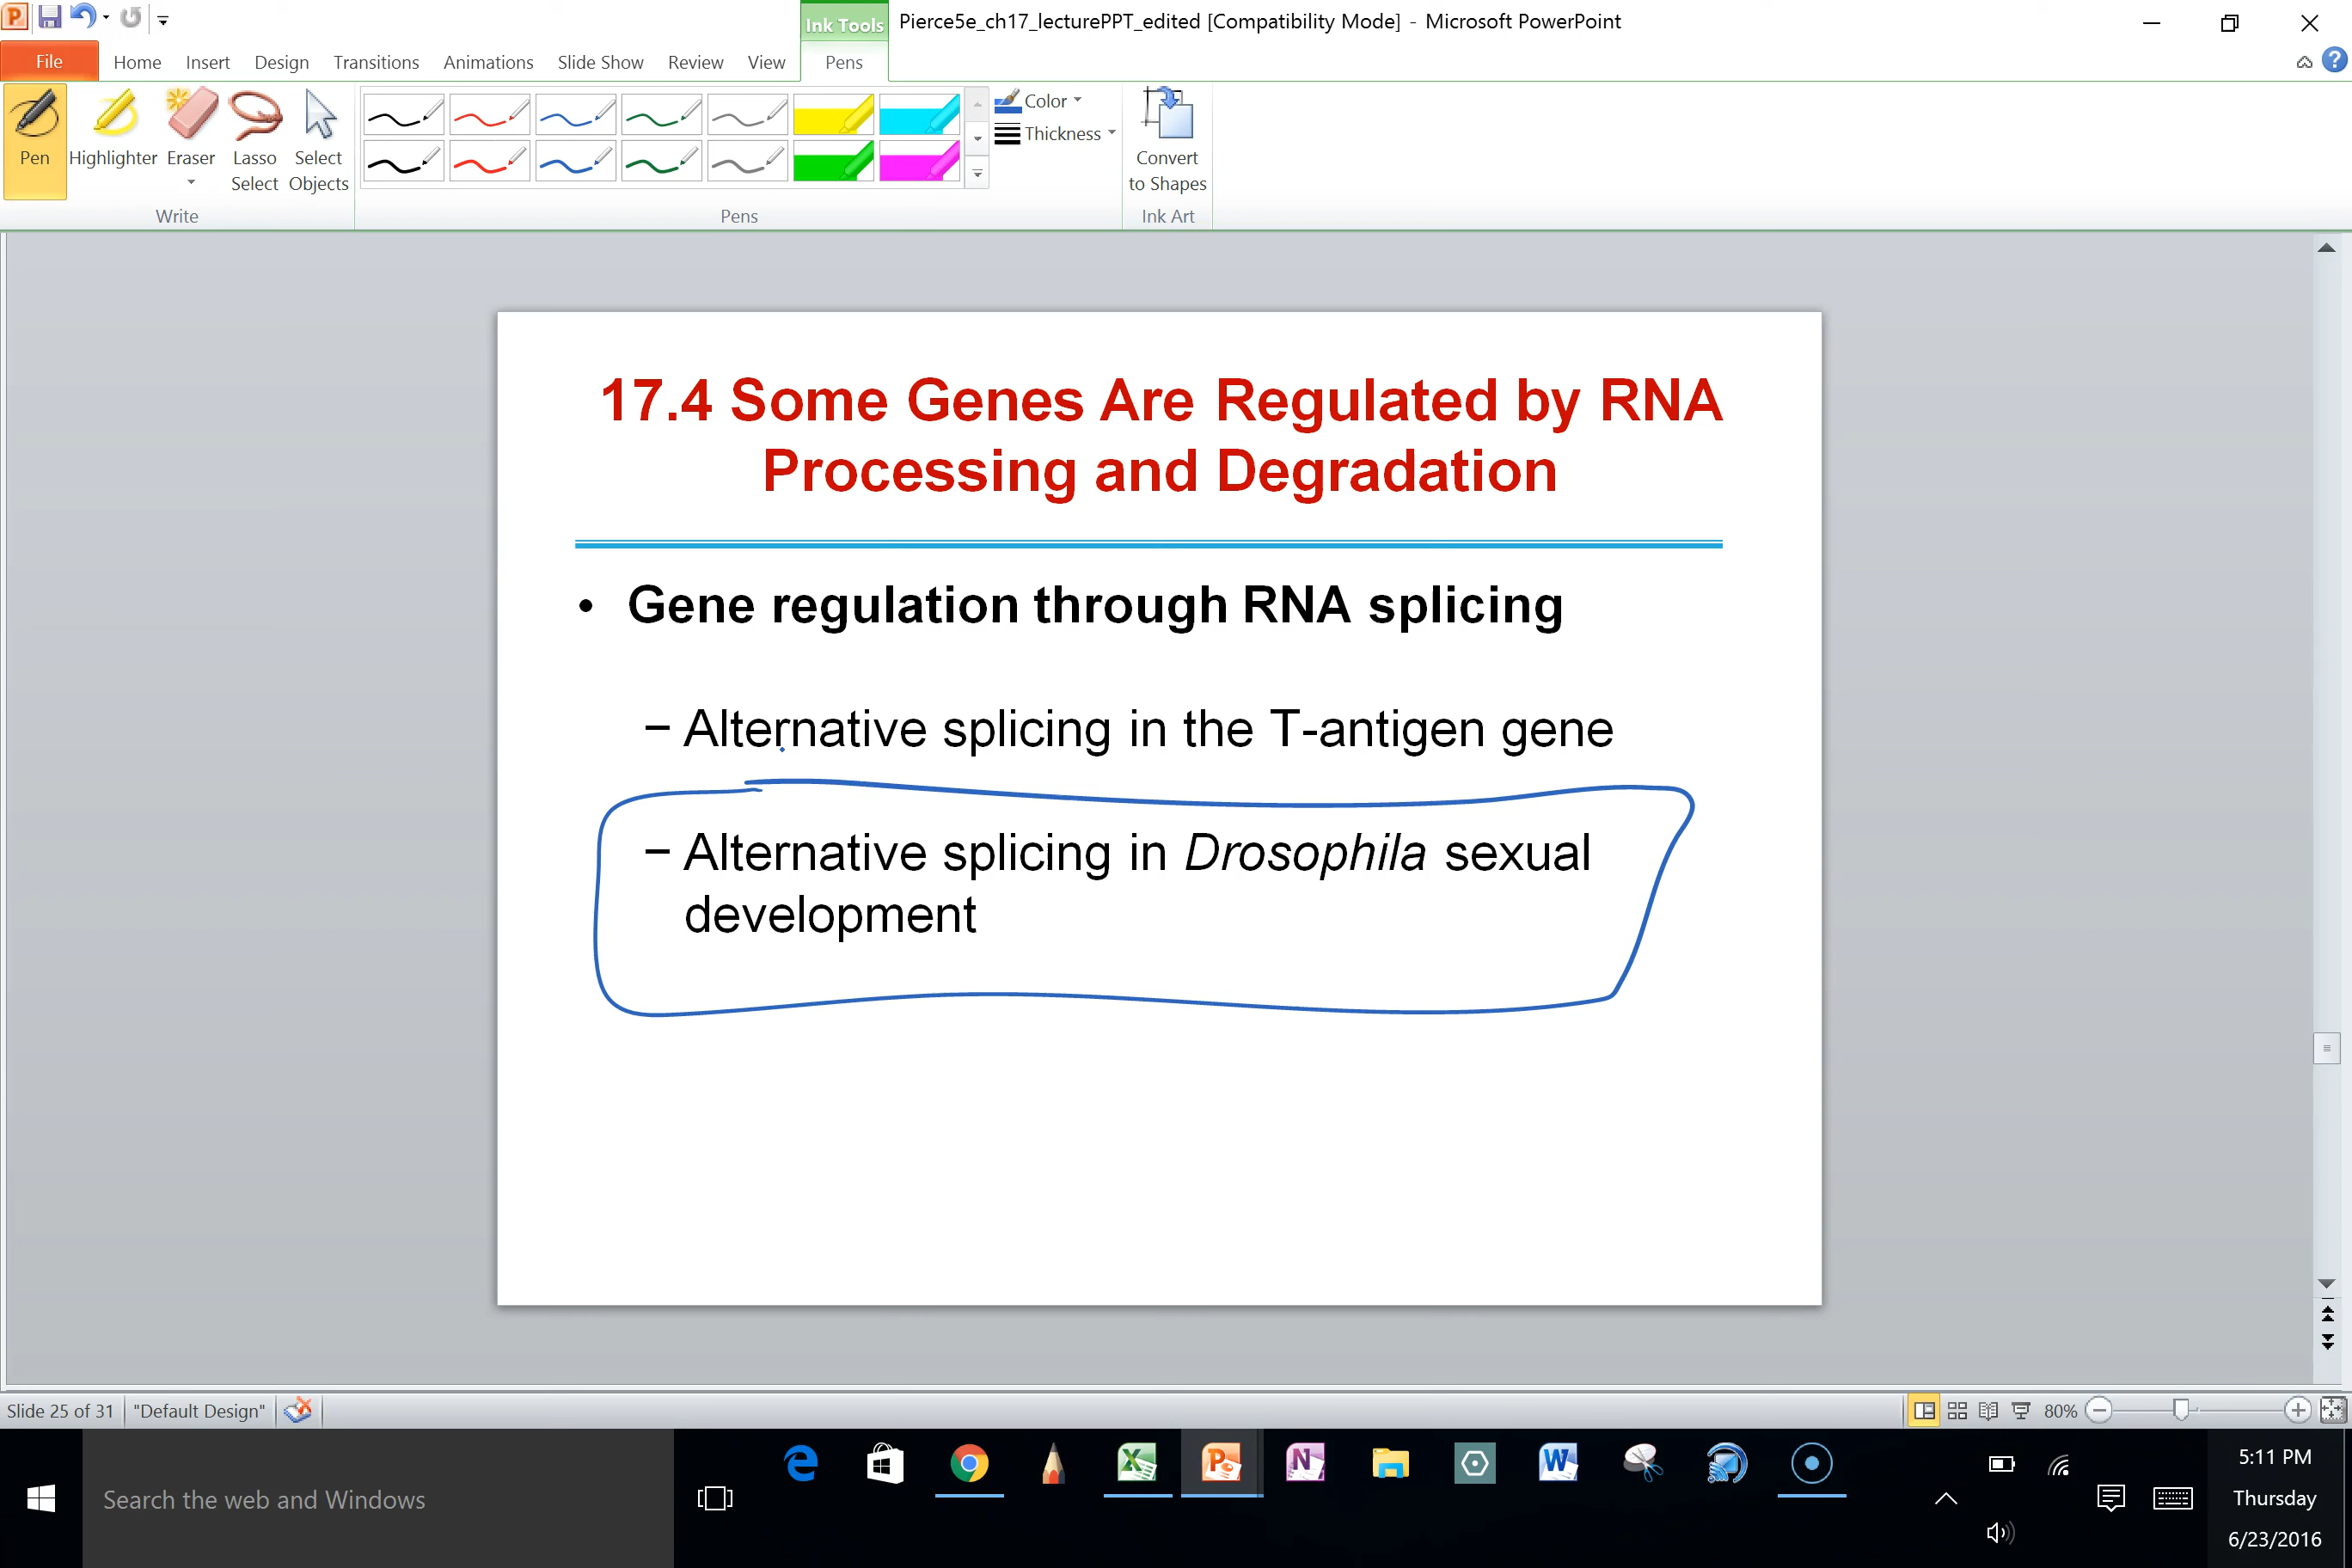 Ink Tools
Pierce5e_ch17_lecturePPT_edited [Compatibility Mode] - Microsoft PowerPoint
File Home Insert Design Transitions Animations Slide Show Review View Pens
Pen Highlighter Eraser Lasso Select Select Objects
Color
Thickness
Convert to Shapes
Write Pens Ink Art
17.4 Some Genes Are Regulated by RNA
Processing and Degradation
• Gene regulation through RNA splicing
– Alternative splicing in the T-antigen gene
– Alternative splicing in Drosophila sexual
development
Slide 25 of 31 "Default Design" 80%
Search the web and Windows
5:11 PM
Thursday
6/23/2016